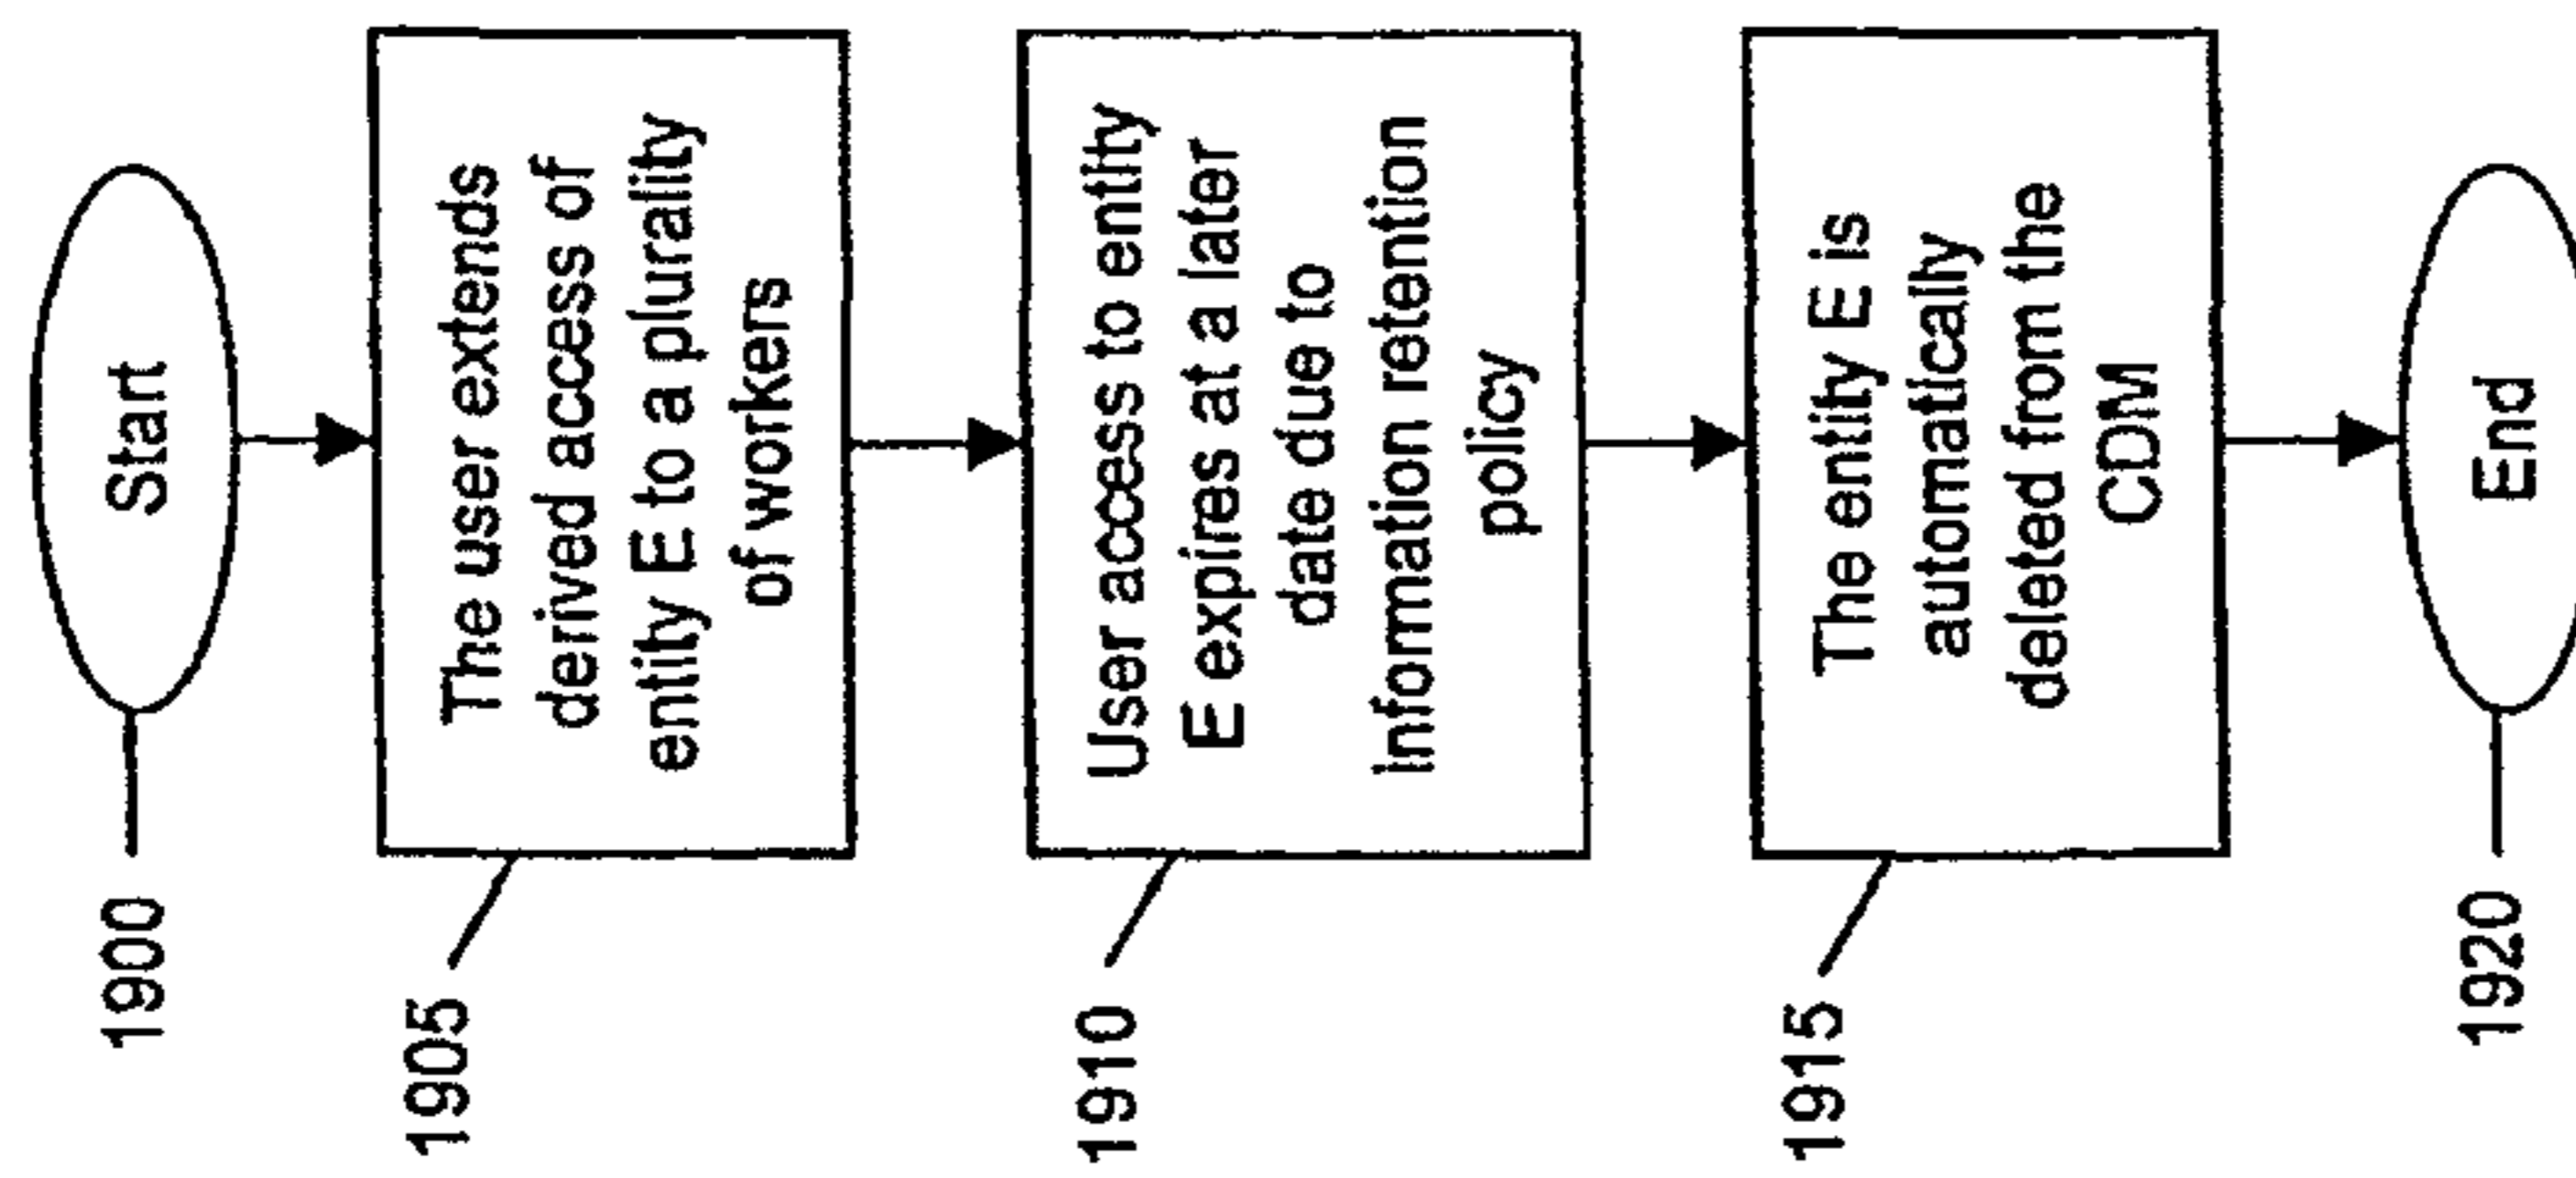 Start
1900
The user extends
derived access of
entity E to a plurality
of workers
1905
User access to entity
E expires at a later
date due to
information retention
policy
1910
The entity E is
automatically
deleted from the
CDM
1915
End
1920